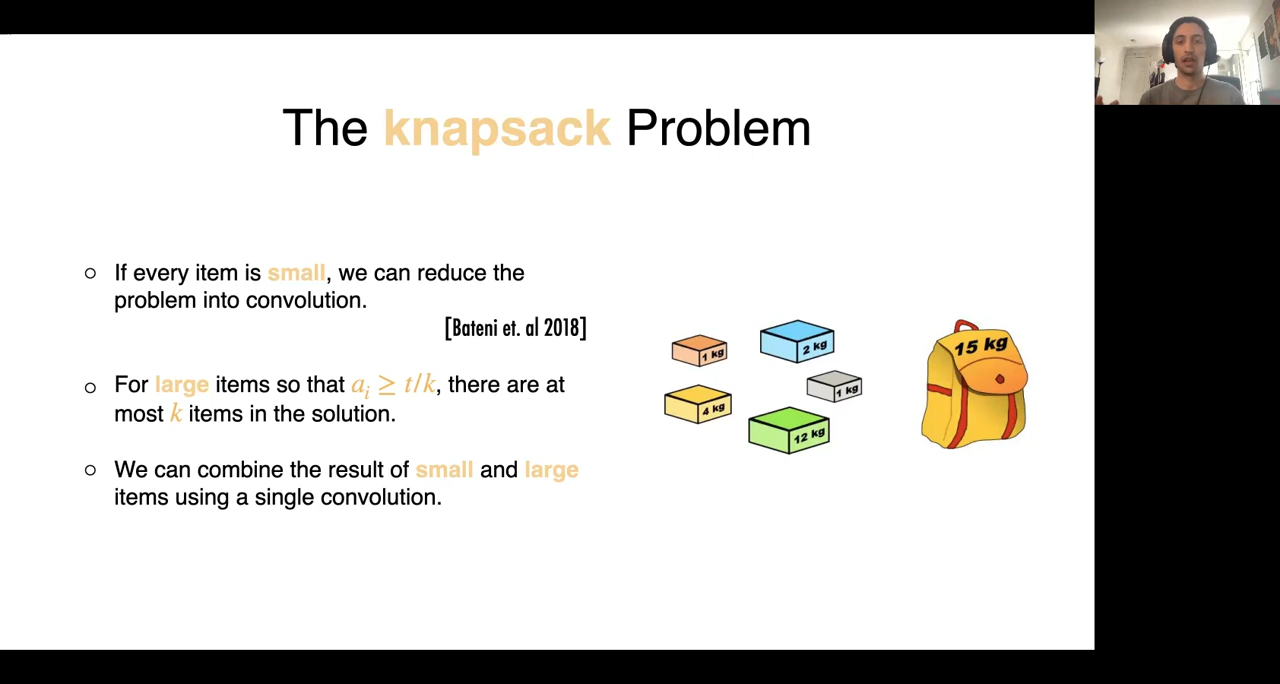 The knapsack Problem
○ If every item is small, we can reduce the
problem into convolution.
[Bateni et. al 2018]
○ For large items so that aᵢ ≥ t/k, there are at
most k items in the solution.
○ We can combine the result of small and large
items using a single convolution.
1 kg
2 kg
1 kg
4 kg
12 kg
15 kg